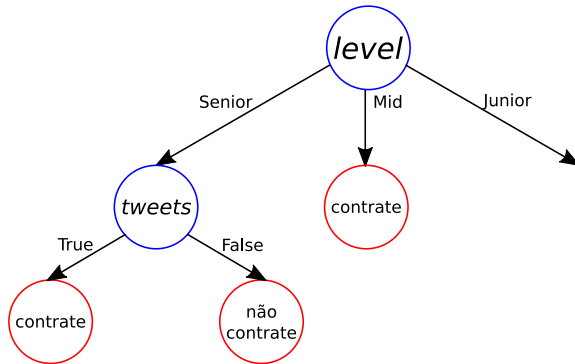 level
Senior
Mid
Junior
tweets
contrate
True
False
contrate
não
contrate